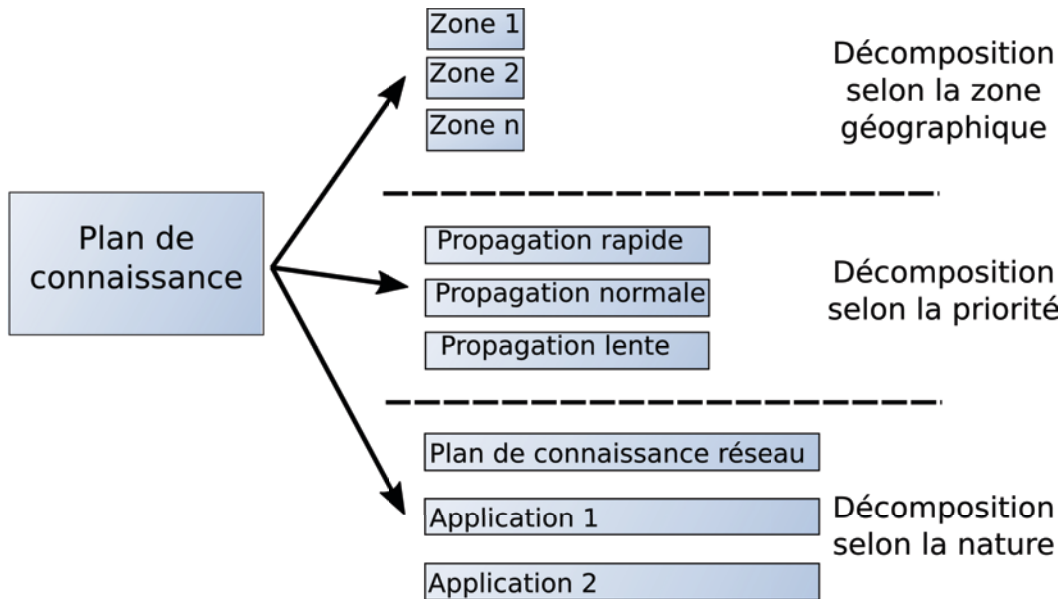 Plan de
connaissance
Zone 1
Zone 2
Zone n
Décomposition
selon la zone
géographique
Propagation rapide
Propagation normale
Propagation lente
Décomposition
selon la priorité
Plan de connaissance réseau
Application 1
Application 2
Décomposition
selon la nature